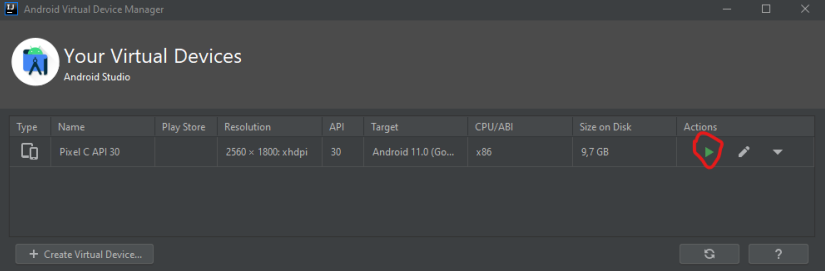 Android Virtual Device Manager
Your Virtual Devices
Android Studio
Type Name Play Store Resolution API Target CPU/ABI Size on Disk Actions
Pixel C API 30 2560 × 1800: xhdpi 30 Android 11.0 (Go... x86 9,7 GB
+ Create Virtual Device...
?